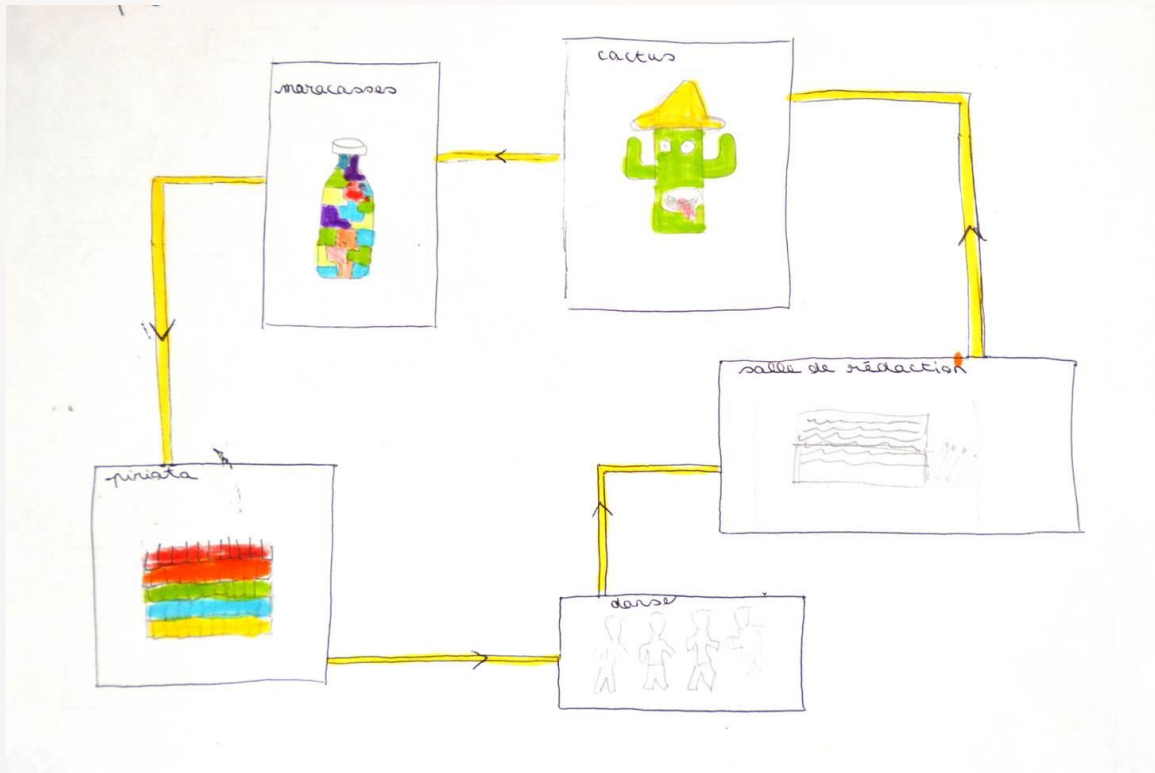 cactus
maracasses
salle de rédaction
piniata
danse